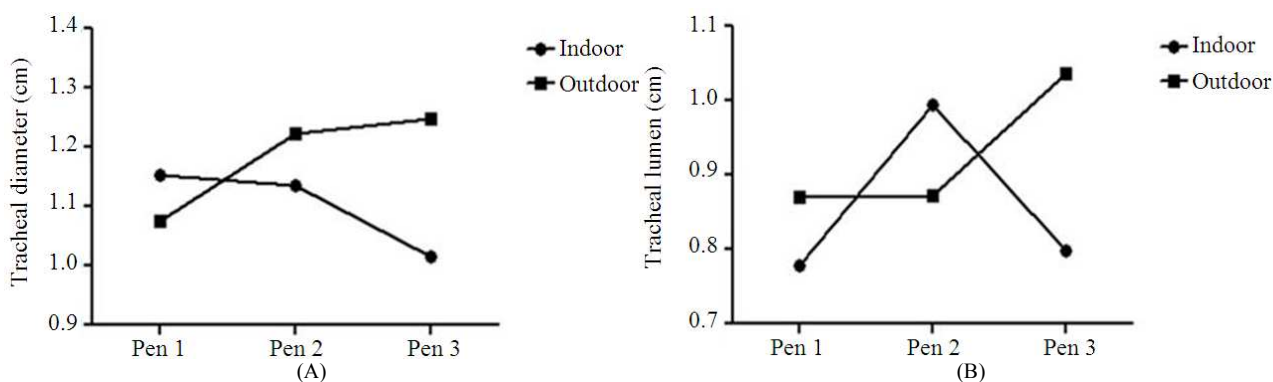 Tracheal diameter (cm)
1.4
1.3
1.2
1.1
1.0
0.9
Pen 1 Pen 2 Pen 3
Indoor
Outdoor
(A)
Tracheal lumen (cm)
1.1
1.0
0.9
0.8
0.7
Pen 1 Pen 2 Pen 3
Indoor
Outdoor
(B)